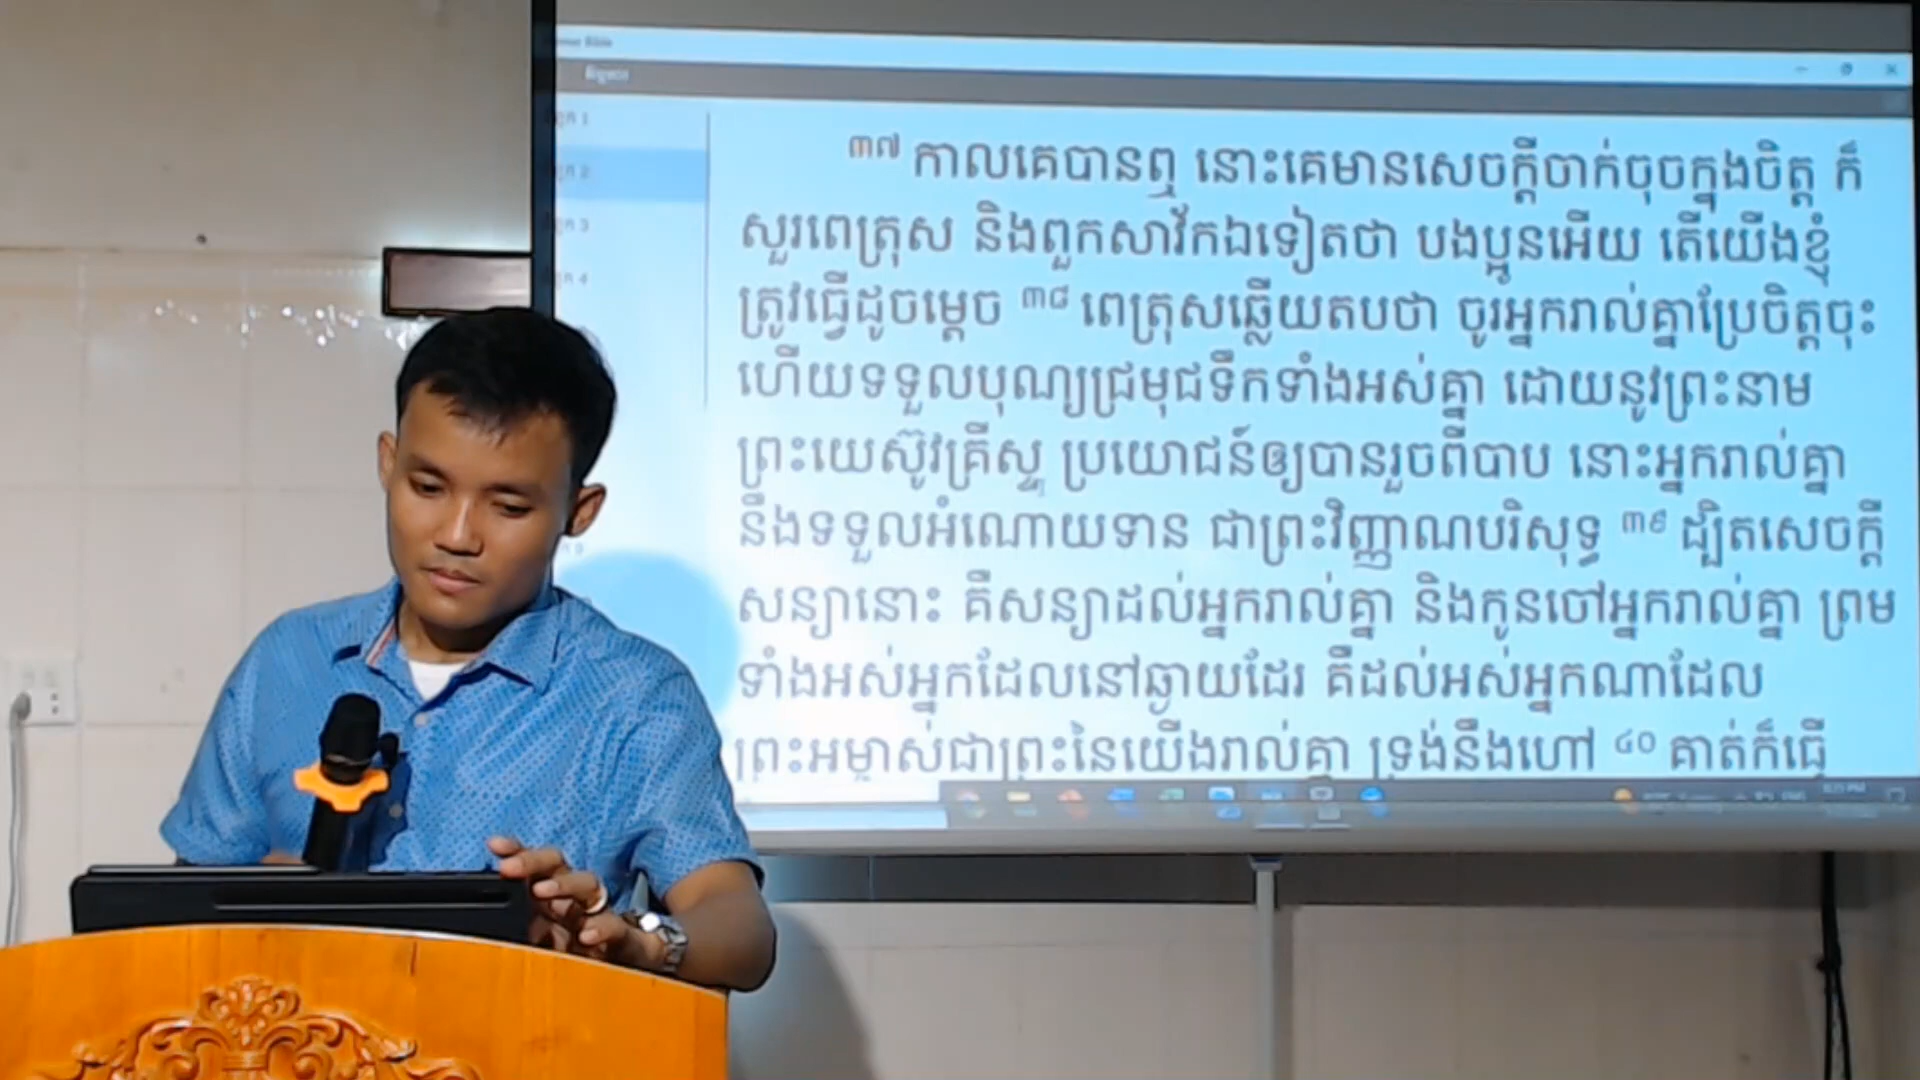 ៣៧ កាលគេបានឮ នោះគេមានសេចក្ដីចាក់ចុចក្នុងចិត្ត ក៏
សួរពេត្រុស និងពួកសាវ័កឯទៀតថា បងប្អូនអើយ តើយើងខ្ញុំ
ត្រូវធ្វើដូចម្តេច ៣៨ ពេត្រុសឆ្លើយតបថា ចូរអ្នករាល់គ្នាប្រែចិត្តចុះ
ហើយទទួលបុណ្យជ្រមុជទឹកទាំងអស់គ្នា ដោយនូវព្រះនាម
ព្រះយេស៊ូវគ្រីស្ទ ប្រយោជន៍ឲ្យបានរួចពីបាប នោះអ្នករាល់គ្នា
នឹងទទួលអំណោយទាន ជាព្រះវិញ្ញាណបរិសុទ្ធ ៣៩ ដ្បិតសេចក្ដី
សន្យានោះ គឺសន្យាដល់អ្នករាល់គ្នា និងកូនចៅអ្នករាល់គ្នា ព្រម
ទាំងអស់អ្នកដែលនៅឆ្ងាយដែរ គឺដល់អស់អ្នកណាដែល
ព្រះអម្ចាស់ជាព្រះនៃយើងរាល់គ្នា ទ្រង់នឹងហៅ ៤០ គាត់ក៏ធ្វើ